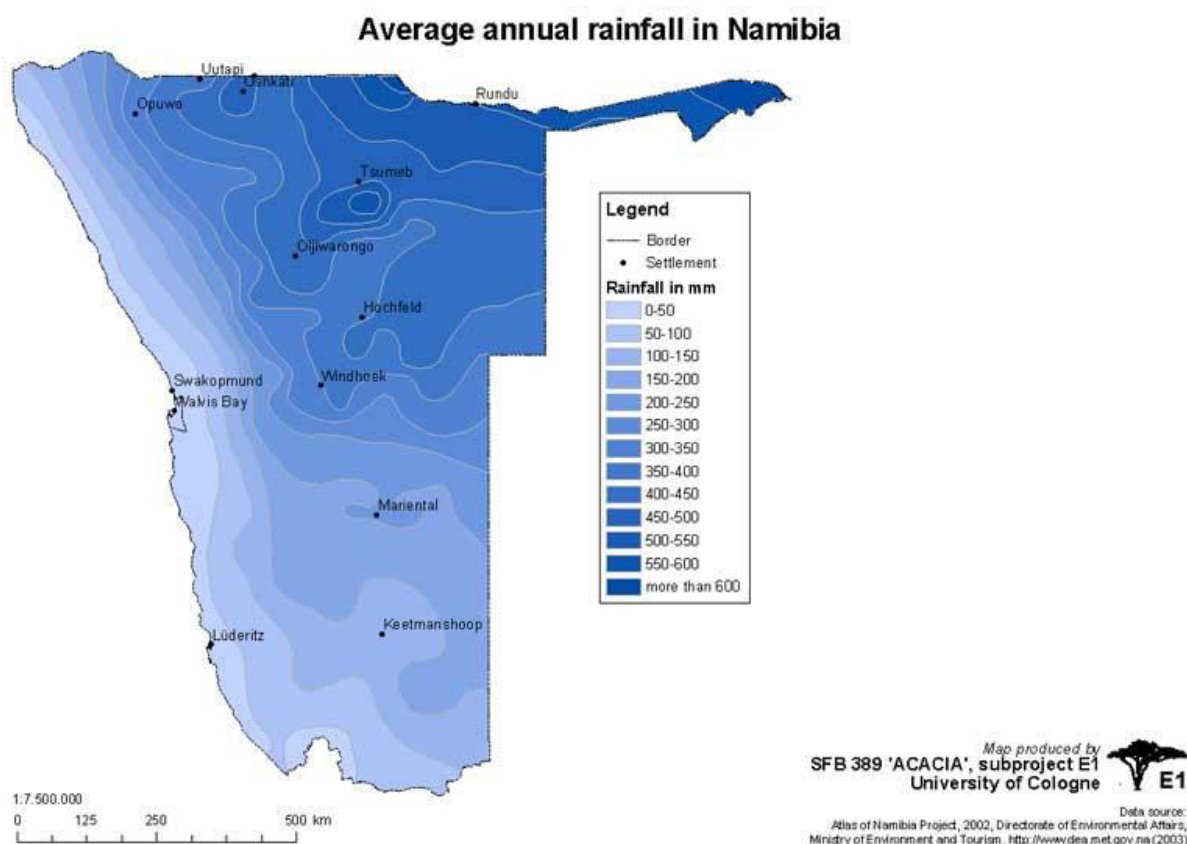 Average annual rainfall in Namibia
Uutapi
Opuwo
Rundu
Tsumeb
Otjiwarongo
Hochfeld
Windhoek
Swakopmund
Walvis Bay
Mariental
Keetmanshoop
Lüderitz
Legend
Border
Settlement
Rainfall in mm
0-50
50-100
100-150
150-200
200-250
250-300
300-350
350-400
400-450
450-500
500-550
550-600
more than 600
1:7.500.000
0 125 250 500 km
Map produced by
SFB 389 'ACACIA', subproject E1
University of Cologne
E1
Data source:
Atlas of Namibia Project, 2002, Directorate of Environmental Affairs,
Ministry of Environment and Tourism, http://www.dea.met.gov.na (2003)